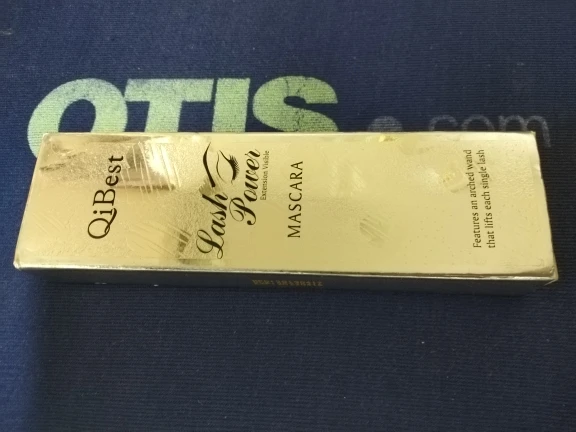 OTIS.com
QiBest
Lash
Power
Extension Visible
MASCARA
Features an arched wand
that lifts each single lash